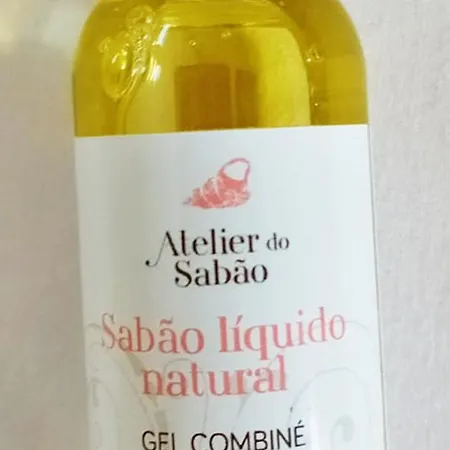 Atelier do
Sabão
Sabão líquido
natural
GEL COMBINÉ